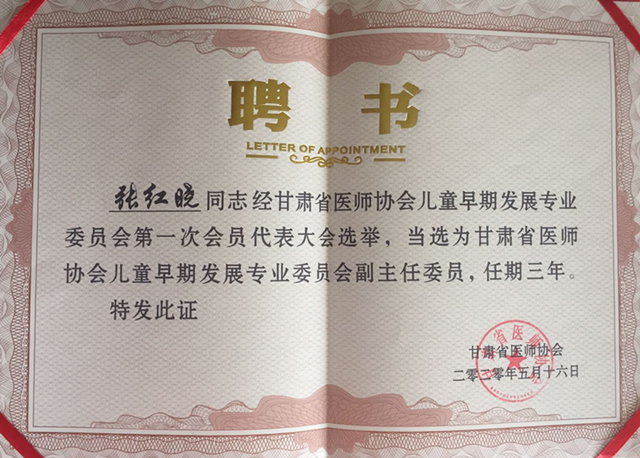 聘 书
LETTER OF APPOINTMENT
张红晓同志经甘肃省医师协会儿童早期发展专业
委员会第一次会员代表大会选举，当选为甘肃省医师
协会儿童早期发展专业委员会副主任委员，任期三年。
特发此证
甘肃省医师协会
二零二零年五月十六日